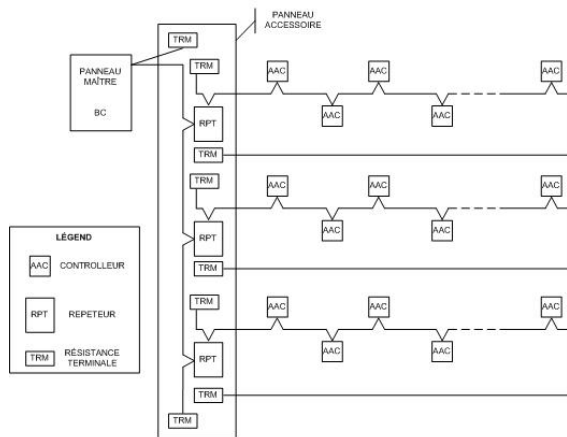 PANNEAU
ACCESSOIRE
TRM
PANNEAU
MAÎTRE
BC
TRM
AAC
AAC
AAC
RPT
AAC
AAC
TRM
TRM
AAC
AAC
AAC
RPT
AAC
AAC
TRM
LÉGEND
AAC
CONTROLLEUR
RPT
REPETEUR
TRM
RÉSISTANCE
TERMINALE
TRM
AAC
AAC
AAC
RPT
AAC
AAC
TRM
TRM